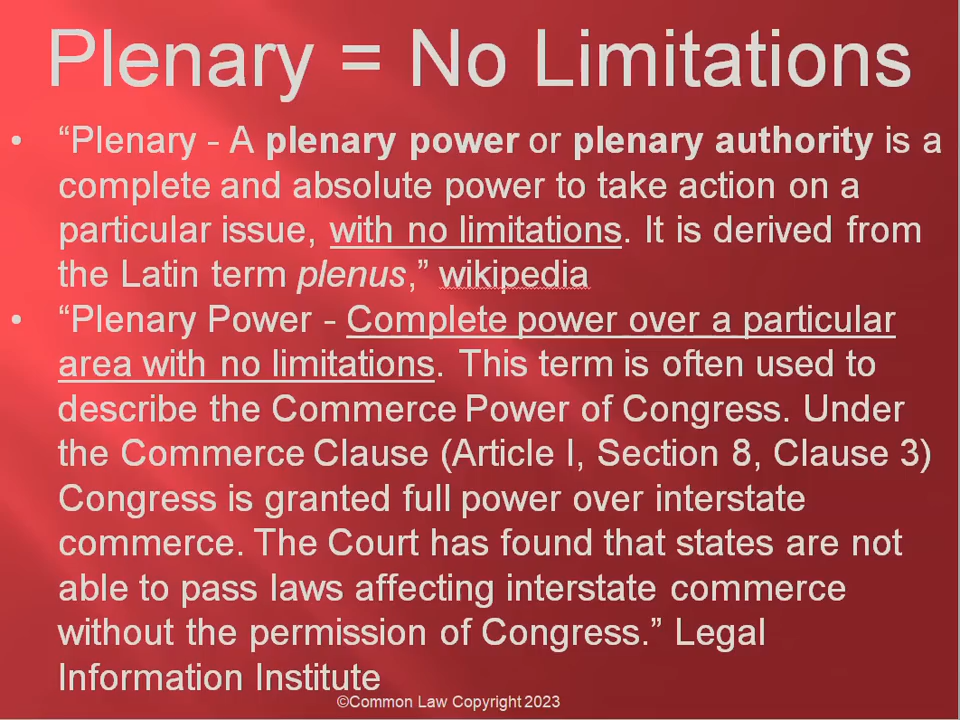 Plenary = No Limitations
• “Plenary - A plenary power or plenary authority is a
complete and absolute power to take action on a
particular issue, with no limitations. It is derived from
the Latin term plenus,” wikipedia
• “Plenary Power - Complete power over a particular
area with no limitations. This term is often used to
describe the Commerce Power of Congress. Under
the Commerce Clause (Article I, Section 8, Clause 3)
Congress is granted full power over interstate
commerce. The Court has found that states are not
able to pass laws affecting interstate commerce
without the permission of Congress.” Legal
Information Institute
©Common Law Copyright 2023